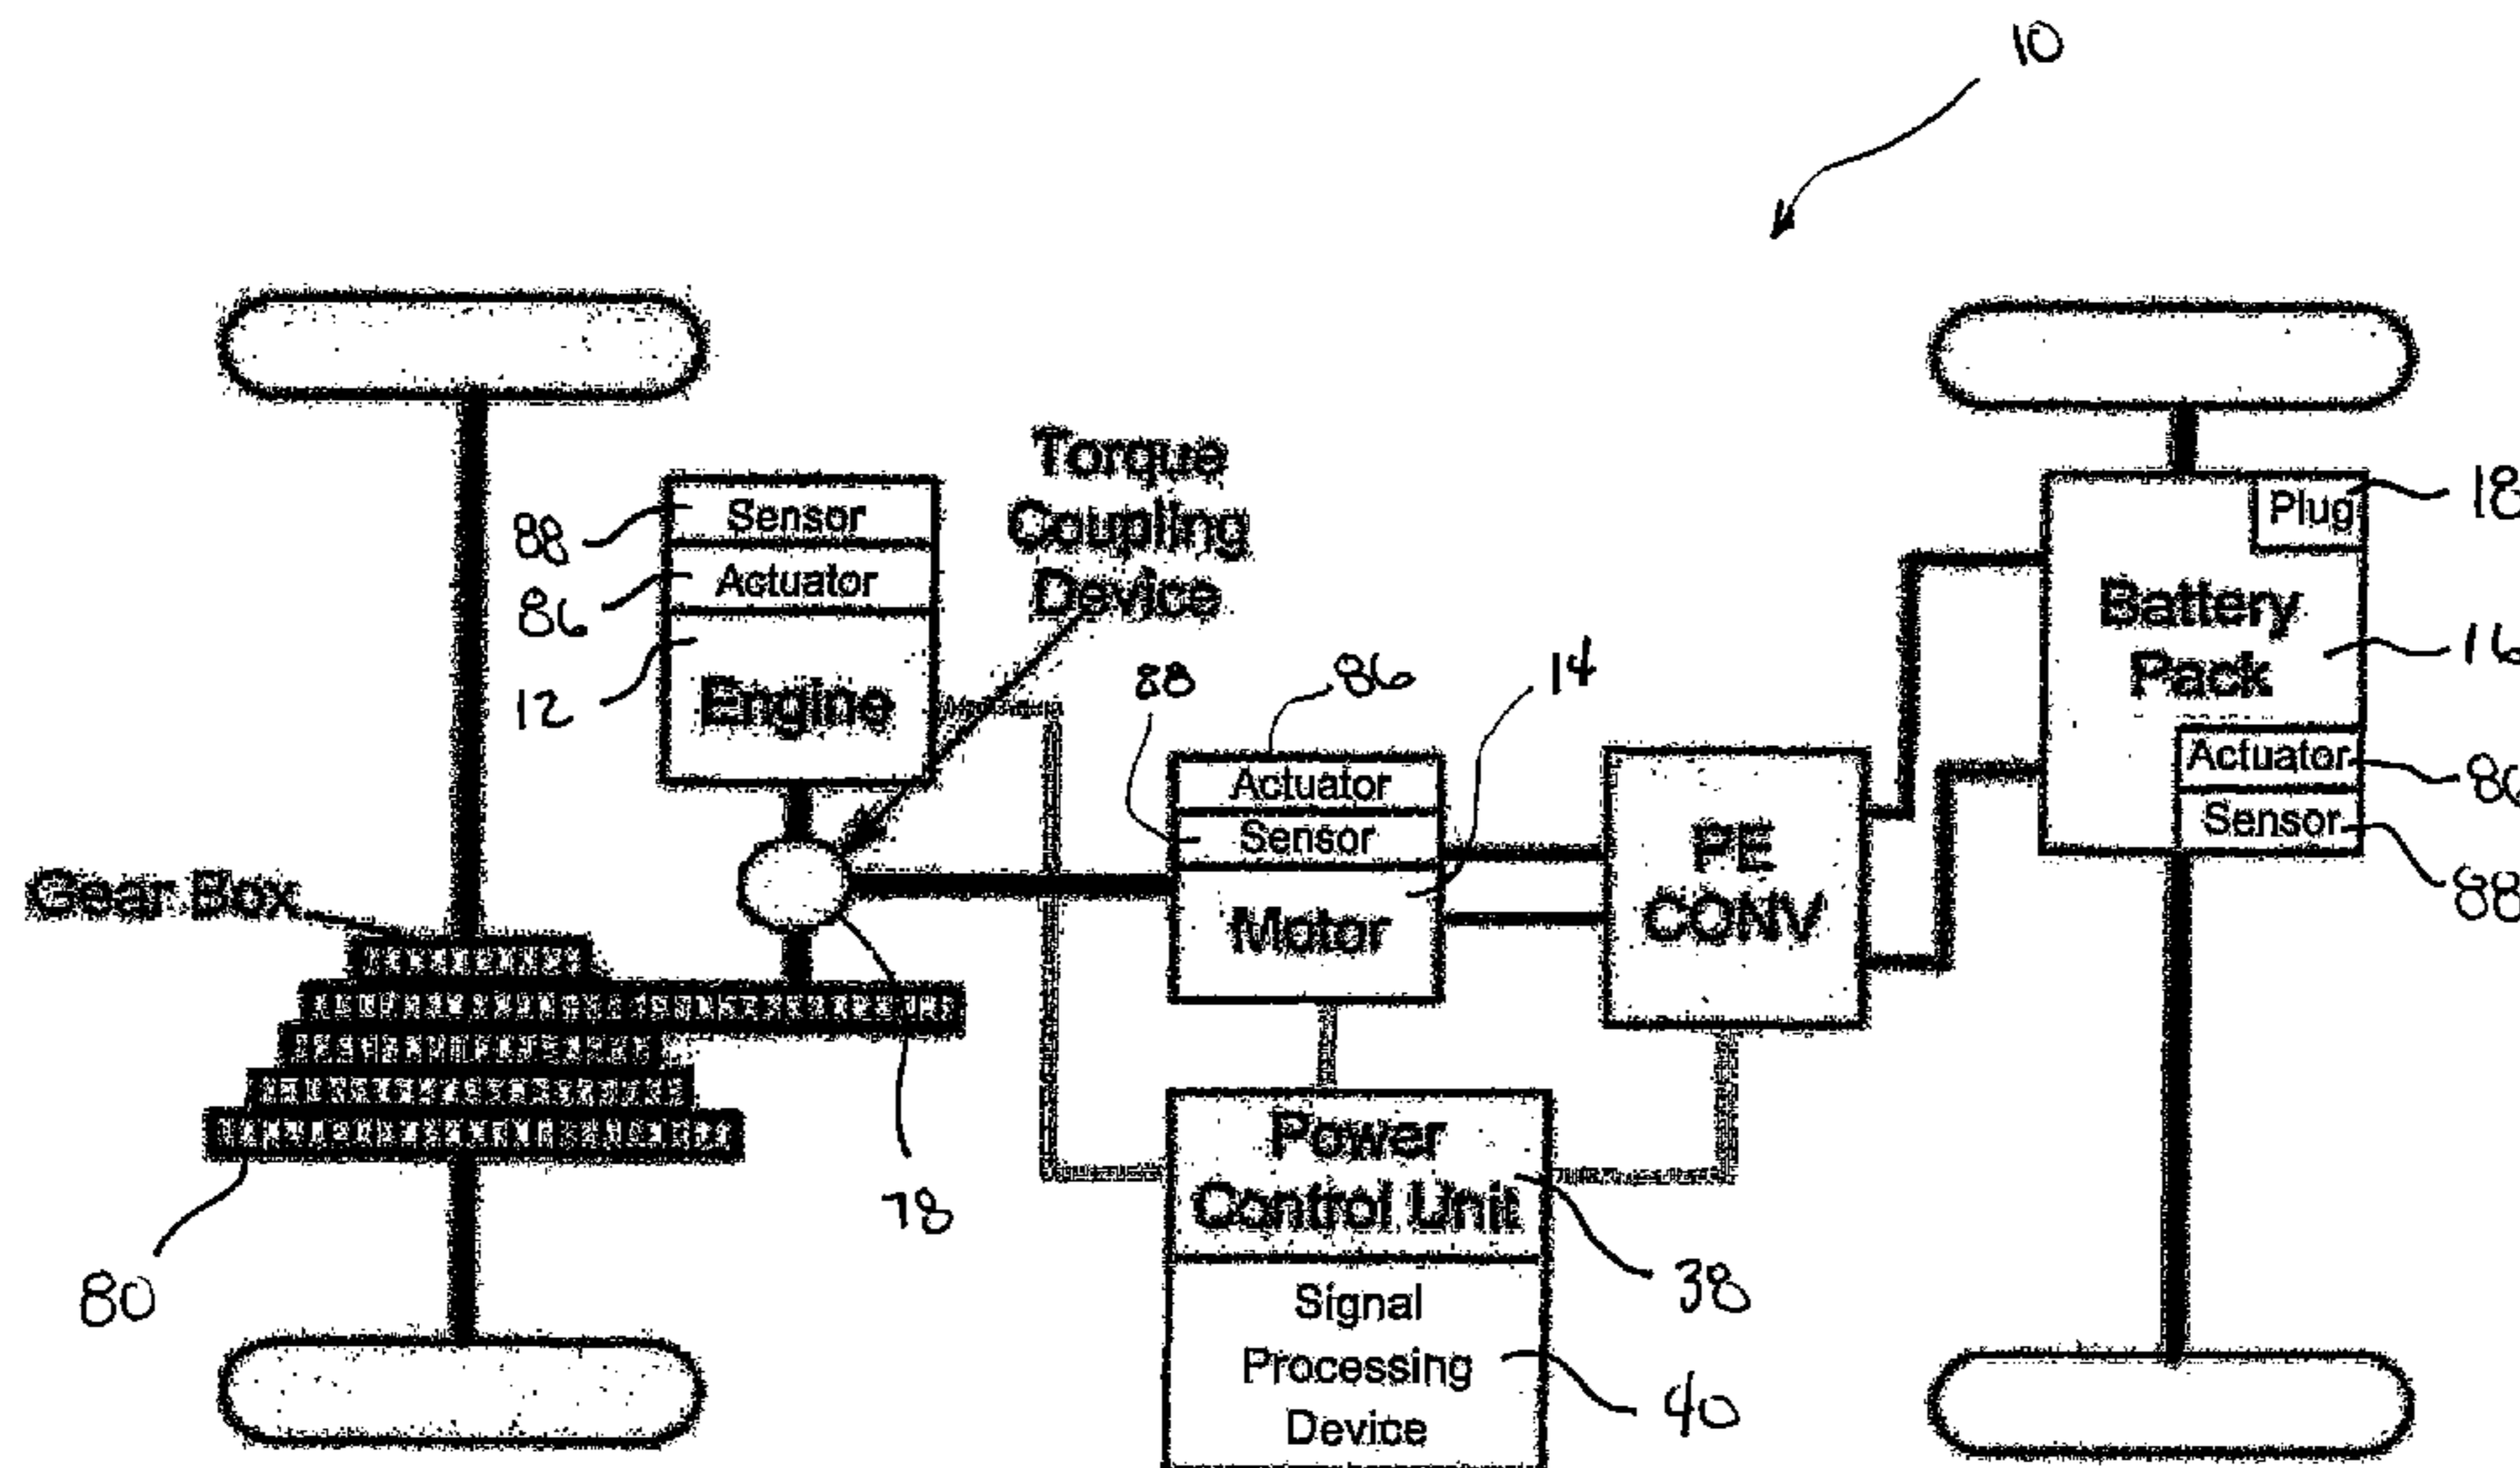 10
Torque
Coupling
Device
88
Sensor
86
Actuator
12
Engine
Plug
18
Battery
Pack
16
Actuator
86
Sensor
88
88
86
14
Actuator
Sensor
Motor
PE
CONV
Gear Box
80
78
Power
Control Unit
38
Signal
Processing
Device
40